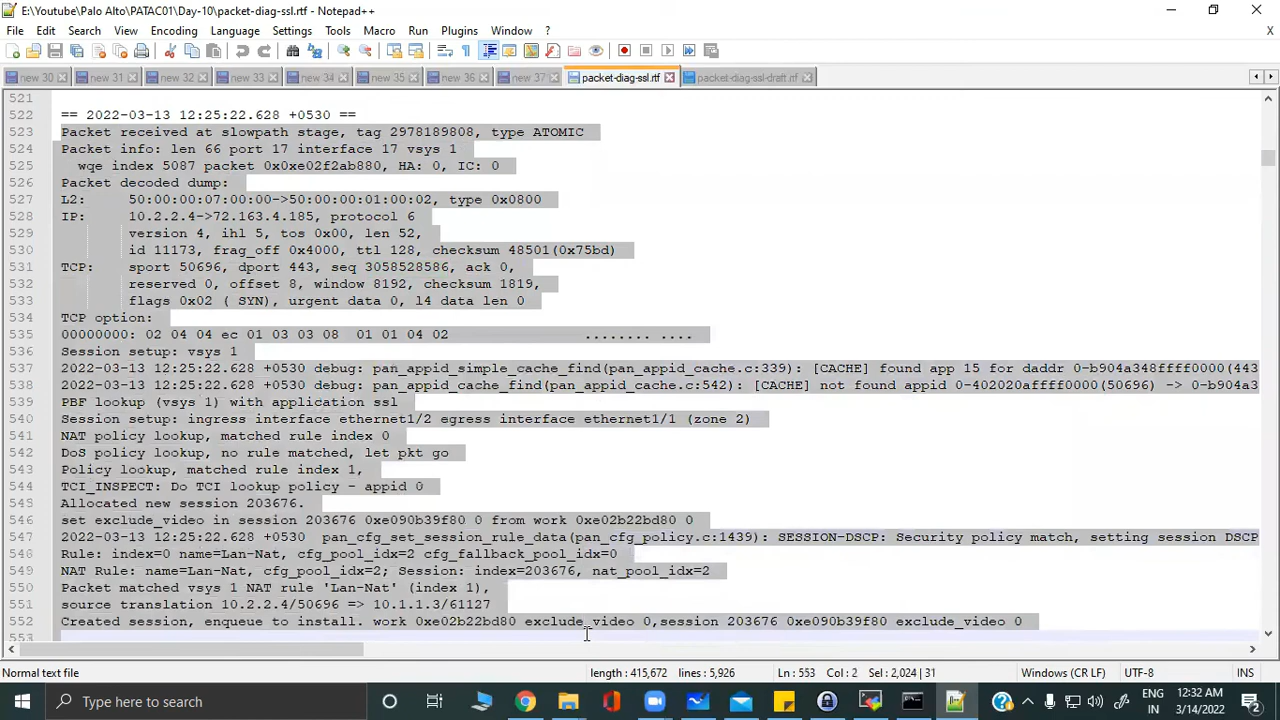 E:\Youtube\Palo Alto\PATAC01\Day-10\packet-diag-ssl.rtf - Notepad++
File Edit Search View Encoding Language Settings Tools Macro Run Plugins Window ? X
new 30 new 31 new 32 new 33 new 34 new 35 new 36 new 37 packet-diag-ssl.rtf packet-diag-ssl-draft.rtf
521
522 == 2022-03-13 12:25:22.628 +0530 ==
523 Packet received at slowpath stage, tag 2978189808, type ATOMIC
524 Packet info: len 66 port 17 interface 17 vsys 1
525 wqe index 5087 packet 0x0xe02f2ab880, HA: 0, IC: 0
526 Packet decoded dump:
527 L2: 50:00:00:07:00:00->50:00:00:01:00:02, type 0x0800
528 IP: 10.2.2.4->72.163.4.185, protocol 6
529 version 4, ihl 5, tos 0x00, len 52,
530 id 11173, frag_off 0x4000, ttl 128, checksum 48501(0x75bd)
531 TCP: sport 50696, dport 443, seq 3058528586, ack 0,
532 reserved 0, offset 8, window 8192, checksum 1819,
533 flags 0x02 ( SYN), urgent data 0, l4 data len 0
534 TCP option:
535 00000000: 02 04 04 ec 01 03 03 08 01 01 04 02 ........ ....
536 Session setup: vsys 1
537 2022-03-13 12:25:22.628 +0530 debug: pan_appid_simple_cache_find(pan_appid_cache.c:339): [CACHE] found app 15 for daddr 0-b904a348ffff0000(443
538 2022-03-13 12:25:22.628 +0530 debug: pan_appid_cache_find(pan_appid_cache.c:542): [CACHE] not found appid 0-402020affff0000(50696) -> 0-b904a3
539 PBF lookup (vsys 1) with application ssl
540 Session setup: ingress interface ethernet1/2 egress interface ethernet1/1 (zone 2)
541 NAT policy lookup, matched rule index 0
542 DoS policy lookup, no rule matched, let pkt go
543 Policy lookup, matched rule index 1,
544 TCI_INSPECT: Do TCI lookup policy - appid 0
545 Allocated new session 203676.
546 set exclude_video in session 203676 0xe090b39f80 0 from work 0xe02b22bd80 0
547 2022-03-13 12:25:22.628 +0530 pan_cfg_set_session_rule_data(pan_cfg_policy.c:1439): SESSION-DSCP: Security policy match, setting session DSCP
548 Rule: index=0 name=Lan-Nat, cfg_pool_idx=2 cfg_fallback_pool_idx=0
549 NAT Rule: name=Lan-Nat, cfg_pool_idx=2; Session: index=203676, nat_pool_idx=2
550 Packet matched vsys 1 NAT rule 'Lan-Nat' (index 1),
551 source translation 10.2.2.4/50696 => 10.1.1.3/61127
552 Created session, enqueue to install. work 0xe02b22bd80 exclude_video 0,session 203676 0xe090b39f80 exclude_video 0
553
Normal text file length : 415,672 lines : 5,926 Ln : 553 Col : 2 Sel : 2,024 | 31 Windows (CR LF) UTF-8 INS
Type here to search ENG IN 12:32 AM 3/14/2022 2